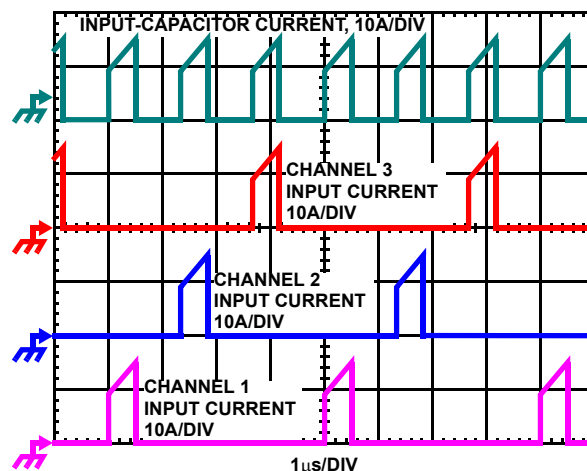 INPUT-CAPACITOR CURRENT, 10A/DIV
CHANNEL 3
INPUT CURRENT
10A/DIV
CHANNEL 2
INPUT CURRENT
10A/DIV
CHANNEL 1
INPUT CURRENT
10A/DIV
1μs/DIV